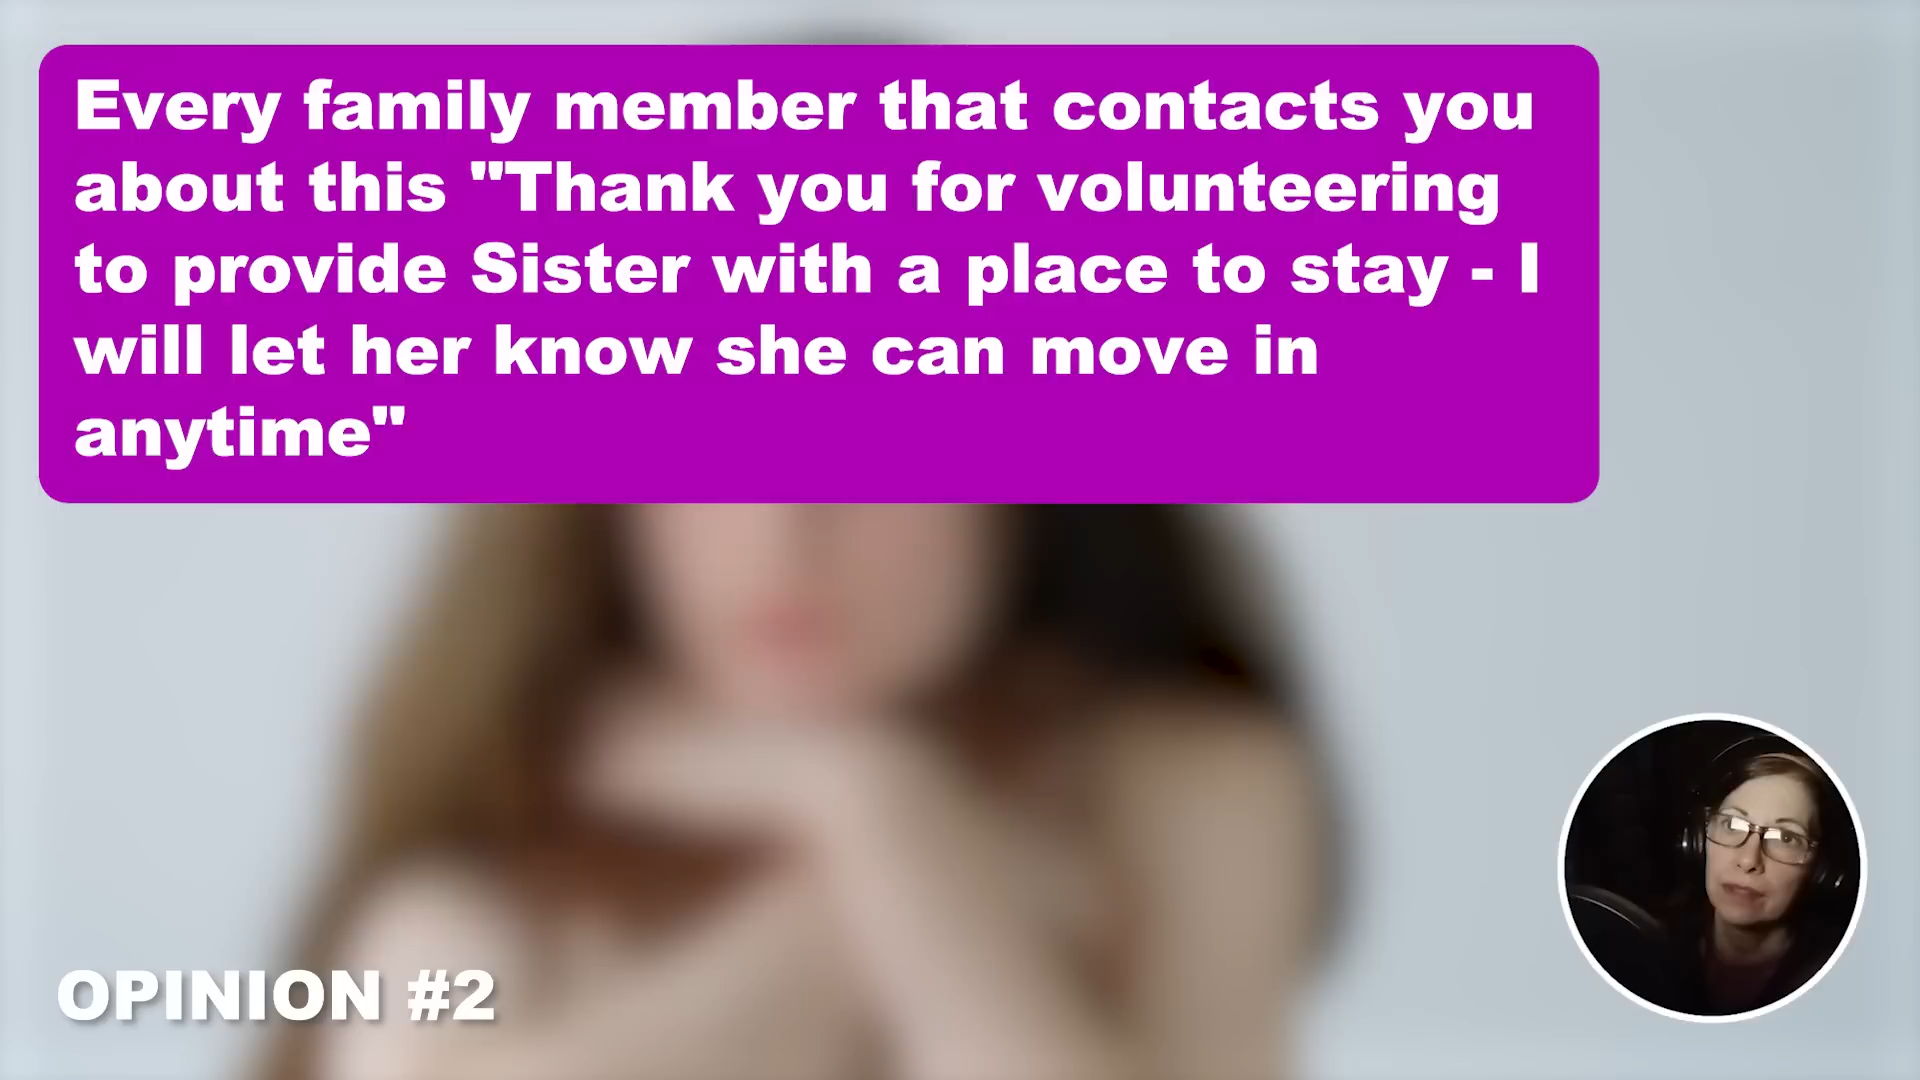 Every family member that contacts you
about this "Thank you for volunteering
to provide Sister with a place to stay - I
will let her know she can move in
anytime"
OPINION #2